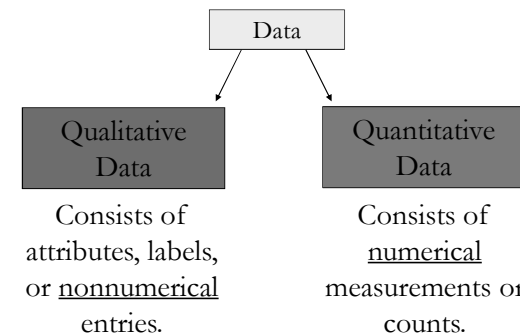 Data
Qualitative
Data
Quantitative
Data
Consists of
attributes, labels,
or nonnumerical
entries.
Consists of
numerical
measurements or
counts.